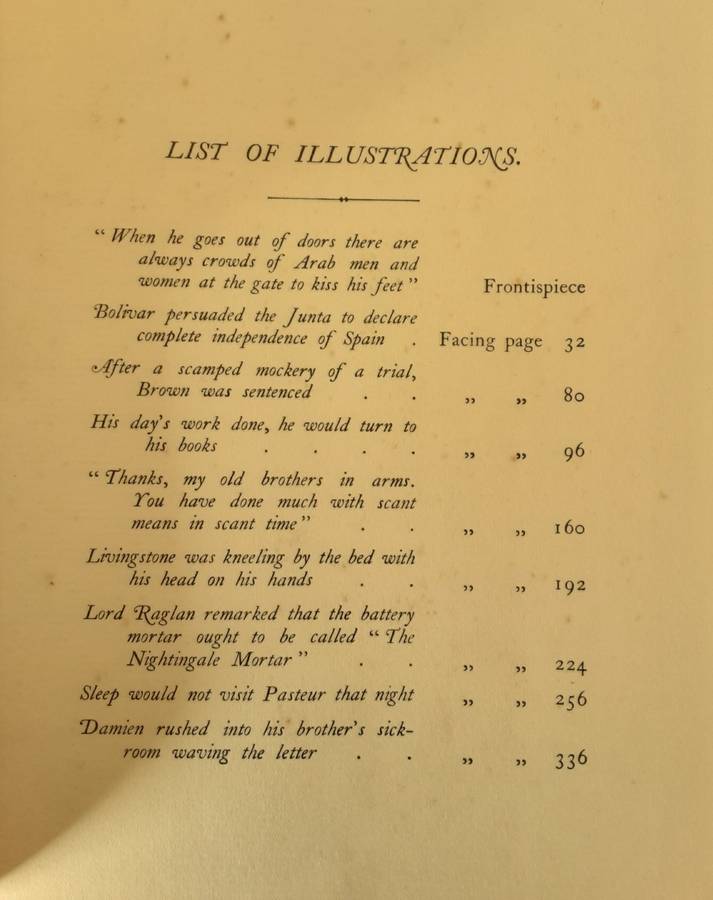 LIST OF ILLUSTRATIONS.
"When he goes out of doors there are
always crowds of Arab men and
women at the gate to kiss his feet" Frontispiece
Bolivar persuaded the Junta to declare
complete independence of Spain . Facing page 32
After a scamped mockery of a trial,
Brown was sentenced . . ,, ,, 80
His day's work done, he would turn to
his books . . . . ,, ,, 96
"Thanks, my old brothers in arms.
You have done much with scant
means in scant time" . . ,, ,, 160
Livingstone was kneeling by the bed with
his head on his hands . . ,, ,, 192
Lord Raglan remarked that the battery
mortar ought to be called "The
Nightingale Mortar" . . ,, ,, 224
Sleep would not visit Pasteur that night ,, ,, 256
Damien rushed into his brother's sick-
room waving the letter . . ,, ,, 336